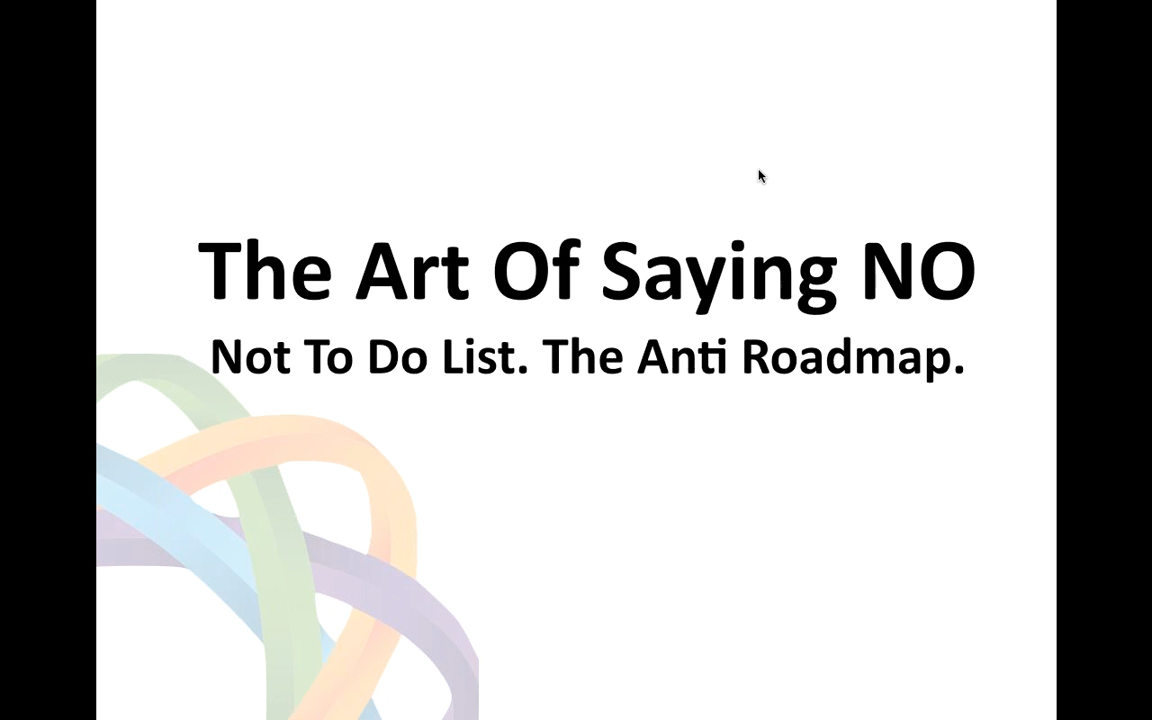 The Art Of Saying NO
Not To Do List. The Anti Roadmap.